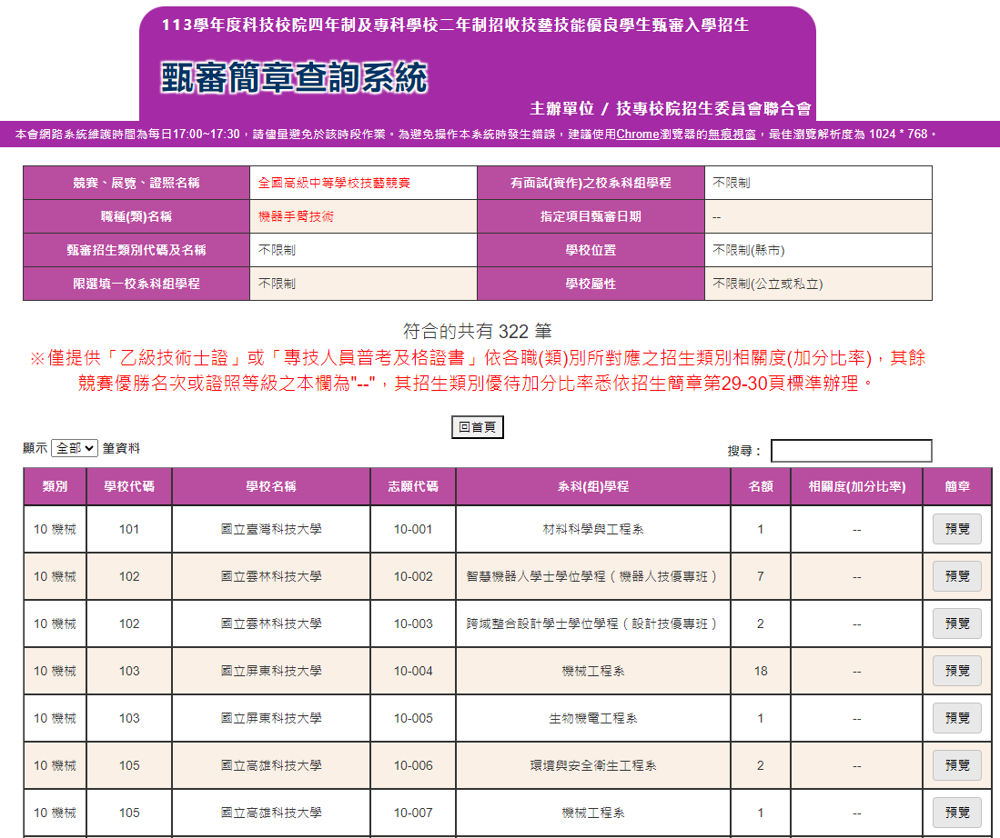 113學年度科技校院四年制及專科學校二年制招收技藝技能優良學生甄審入學招生
甄審簡章查詢系統
主辦單位 / 技專校院招生委員會聯合會
本會網路系統維護時間為每日17:00~17:30，請儘量避免於該時段作業。為避免操作本系統時發生錯誤，建議使用Chrome瀏覽器的無痕視窗，最佳瀏覽解析度為 1024 * 768。
競賽、展覽、證照名稱 全國高級中等學校技藝競賽 有面試(實作)之校系科組學程 不限制
職種(類)名稱 機器手臂技術 指定項目甄審日期 --
甄審招生類別代碼及名稱 不限制 學校位置 不限制(縣市)
限選填一校系科組學程 不限制 學校屬性 不限制(公立或私立)
符合的共有 322 筆
※僅提供「乙級技術士證」或「專技人員普考及格證書」依各職(類)別所對應之招生類別相關度(加分比率)，其餘
競賽優勝名次或證照等級之本欄為"--"，其招生類別優待加分比率悉依招生簡章第29-30頁標準辦理。
回首頁
顯示 全部 筆資料
搜尋：
類別 學校代碼 學校名稱 志願代碼 系科(組)學程 名額 相關度(加分比率) 簡章
10 機械 101 國立臺灣科技大學 10-001 材料科學與工程系 1 -- 預覽
10 機械 102 國立雲林科技大學 10-002 智慧機器人學士學位學程（機器人技優專班） 7 -- 預覽
10 機械 102 國立雲林科技大學 10-003 跨域整合設計學士學位學程（設計技優專班） 2 -- 預覽
10 機械 103 國立屏東科技大學 10-004 機械工程系 18 -- 預覽
10 機械 103 國立屏東科技大學 10-005 生物機電工程系 1 -- 預覽
10 機械 105 國立高雄科技大學 10-006 環境與安全衛生工程系 2 -- 預覽
10 機械 105 國立高雄科技大學 10-007 機械工程系 1 -- 預覽